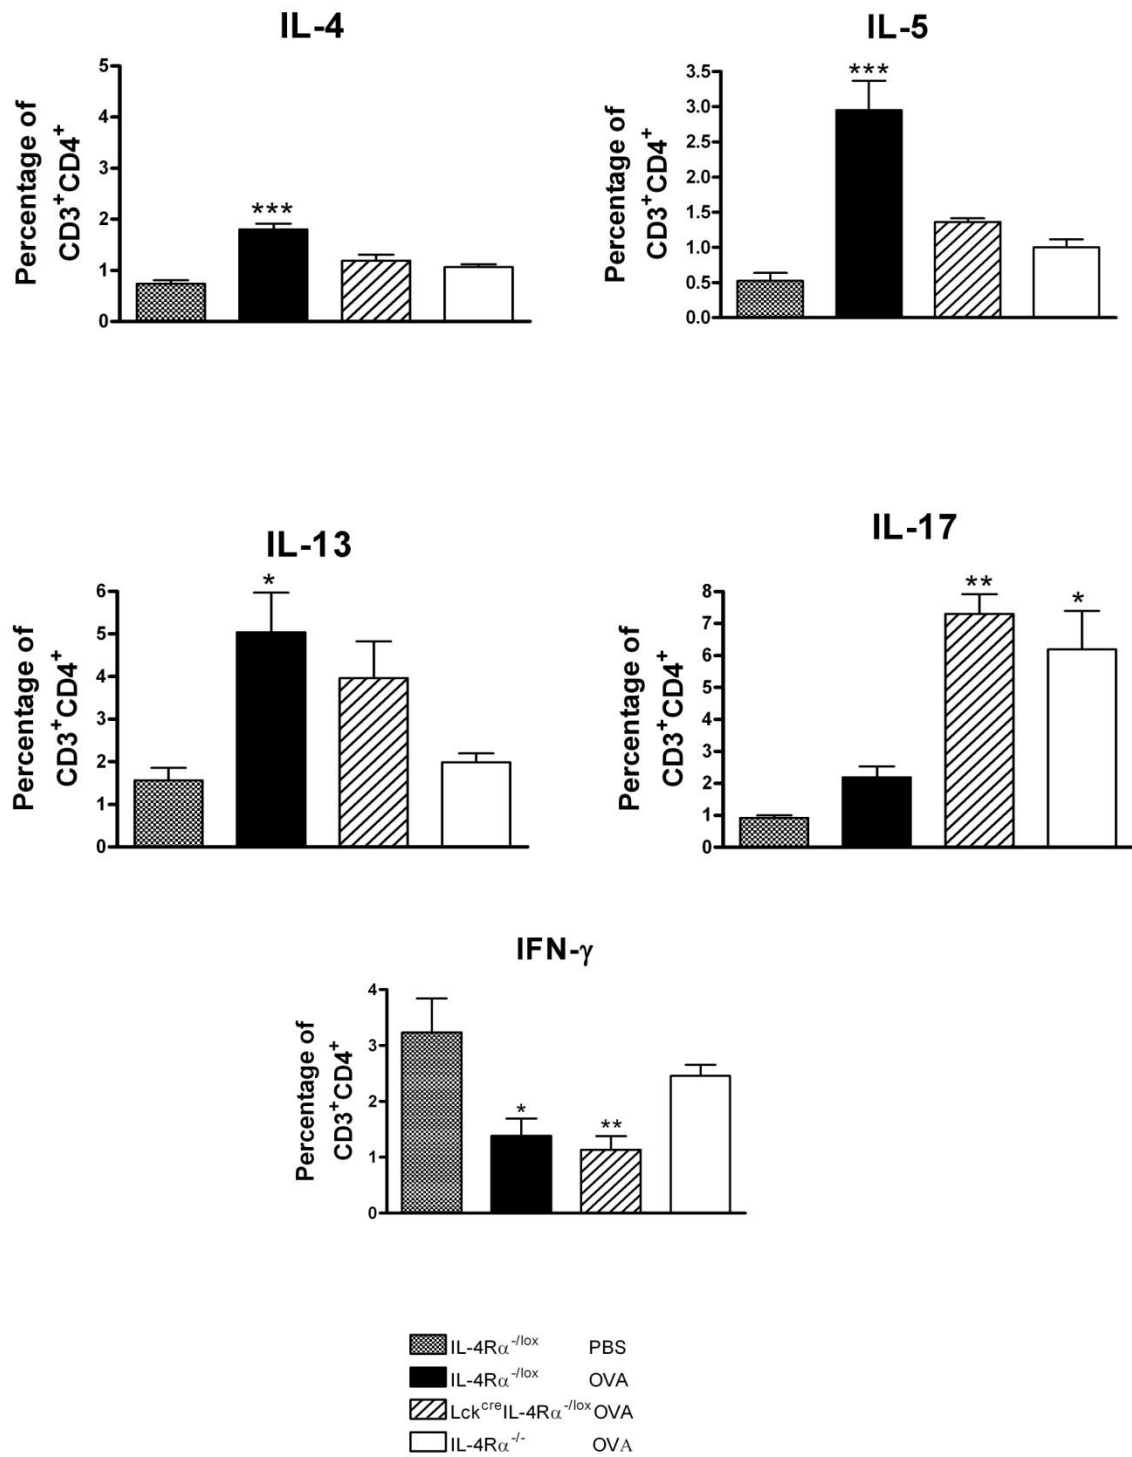 IL-4
Percentage of
CD3⁺CD4⁺
5
4
3
2
1
0
***
IL-5
Percentage of
CD3⁺CD4⁺
3.5
3.0
2.5
2.0
1.5
1.0
0.5
0.0
***
IL-13
Percentage of
CD3⁺CD4⁺
6
5
4
3
2
1
0
*
IL-17
Percentage of
CD3⁺CD4⁺
8
7
6
5
4
3
2
1
0
**
*
IFN-γ
Percentage of
CD3⁺CD4⁺
4
3
2
1
0
*
**
IL-4Rα⁻/ˡᵒˣ PBS
IL-4Rα⁻/ˡᵒˣ OVA
LckᶜʳᵉIL-4Rα⁻/ˡᵒˣ OVA
IL-4Rα⁻/⁻ OVA